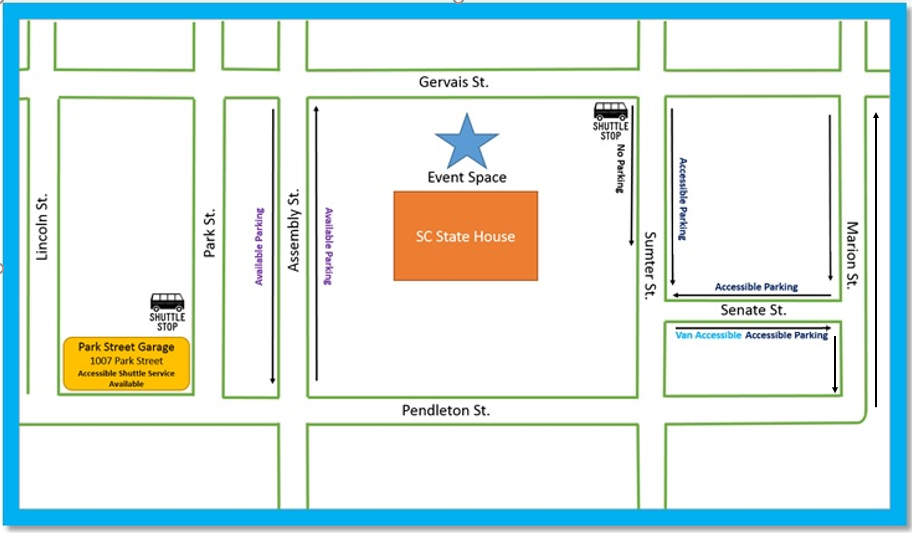 Gervais St.
SHUTTLE
STOP
No Parking
Event Space
SC State House
Lincoln St.
Park St.
Available Parking
Assembly St.
Available Parking
Sumter St.
Accessible Parking
Marion St.
Accessible Parking
Senate St.
Van Accessible Accessible Parking
SHUTTLE
STOP
Park Street Garage
1007 Park Street
Accessible Shuttle Service
Available
Pendleton St.